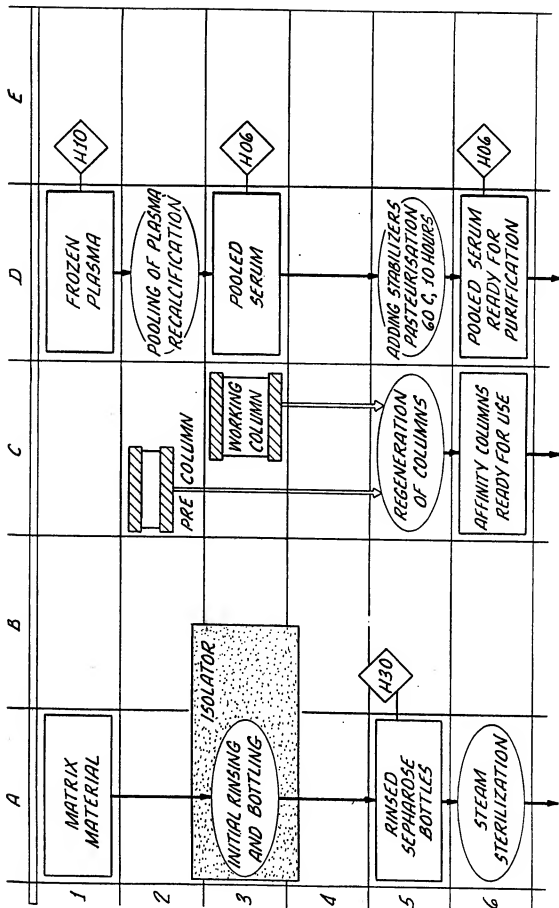 A
B
C
D
E
1
MATRIX
MATERIAL
FROZEN
PLASMA
H10
2
PRE COLUMN
POOLING OF PLASMA
RECALCIFICATION
3
ISOLATOR
INITIAL RINSING
AND BOTTLING
WORKING
COLUMN
POOLED
SERUM
H06
4
5
RINSED
SEPHAROSE
BOTTLES
H30
REGENERATION
OF COLUMNS
ADDING STABILIZERS
PASTEURISATION
60 C, 10 HOURS
6
STEAM
STERILIZATION
AFFINITY COLUMNS
READY FOR USE
POOLED SERUM
READY FOR
PURIFICATION
H06